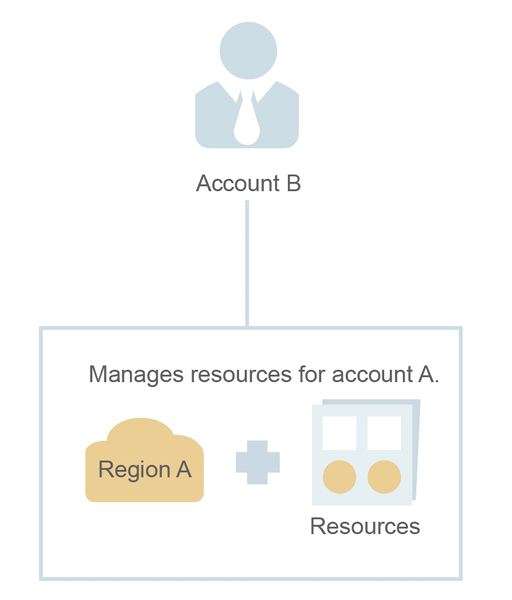 Account B
Manages resources for account A.
Region A
Resources